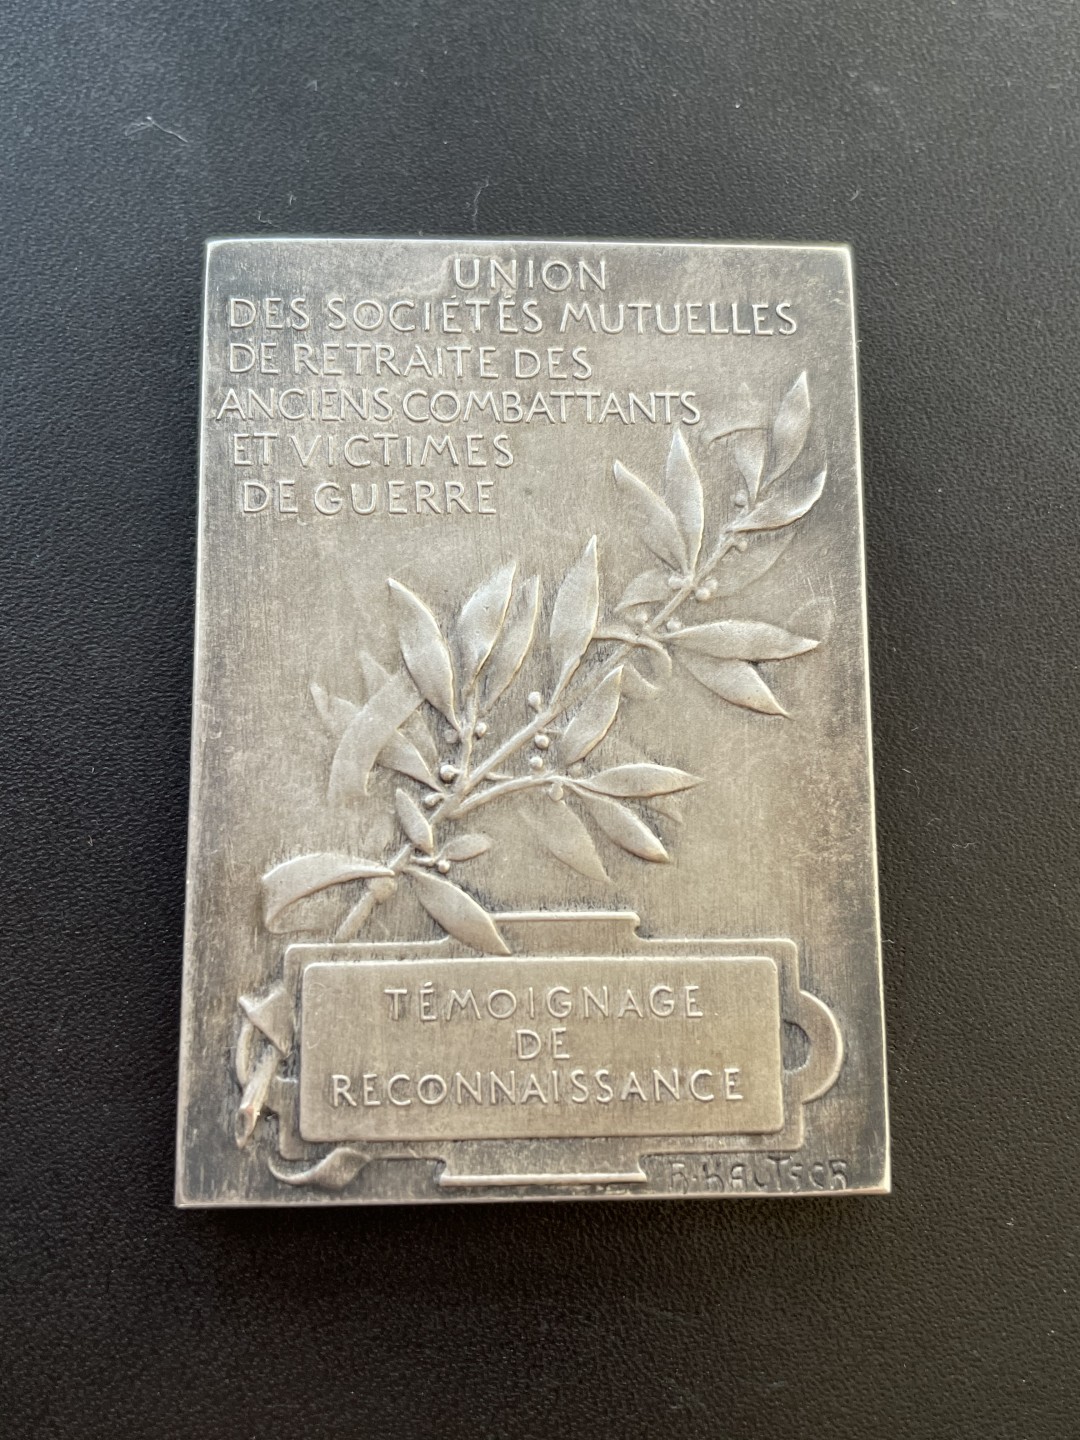 UNION
DES SOCIÉTÉS MUTUELLES
DE RETRAITE DES
ANCIENS COMBATTANTS
ET VICTIMES
DE GUERRE
TÉMOIGNAGE
DE
RECONNAISSANCE